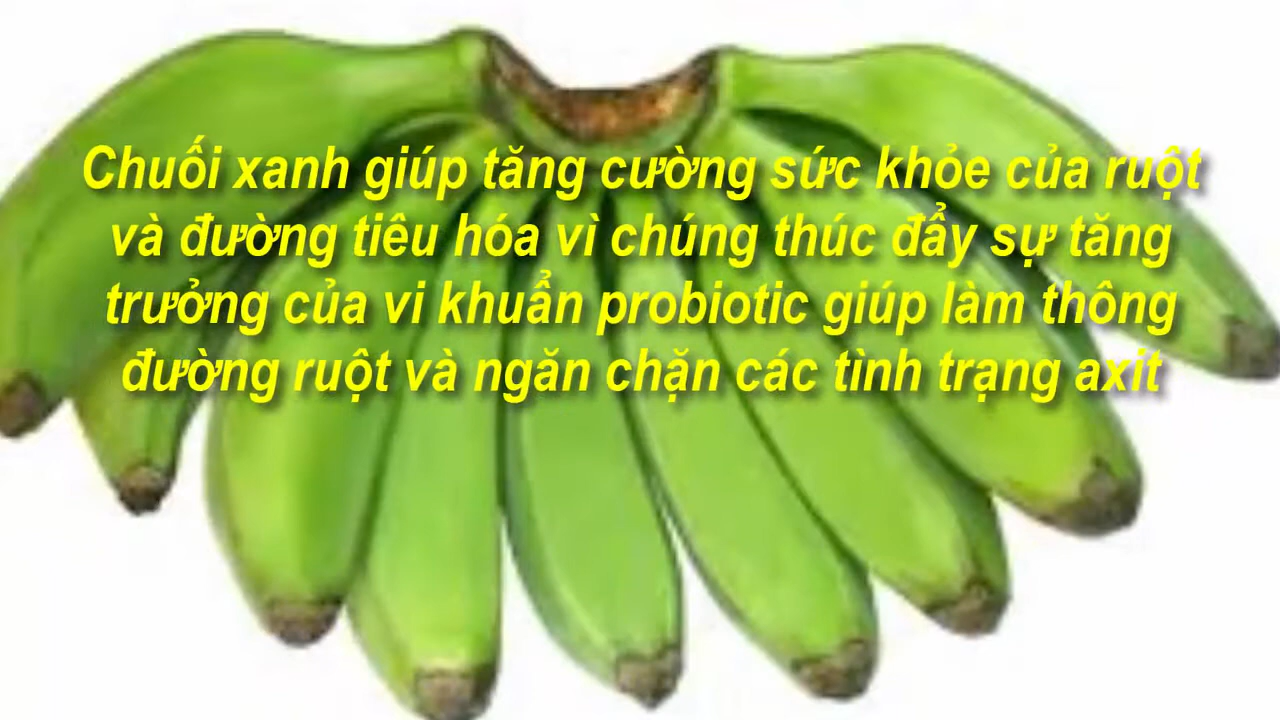 Chuối xanh giúp tăng cường sức khỏe của ruột
và đường tiêu hóa vì chúng thúc đẩy sự tăng
trưởng của vi khuẩn probiotic giúp làm thông
đường ruột và ngăn chặn các tình trạng axit